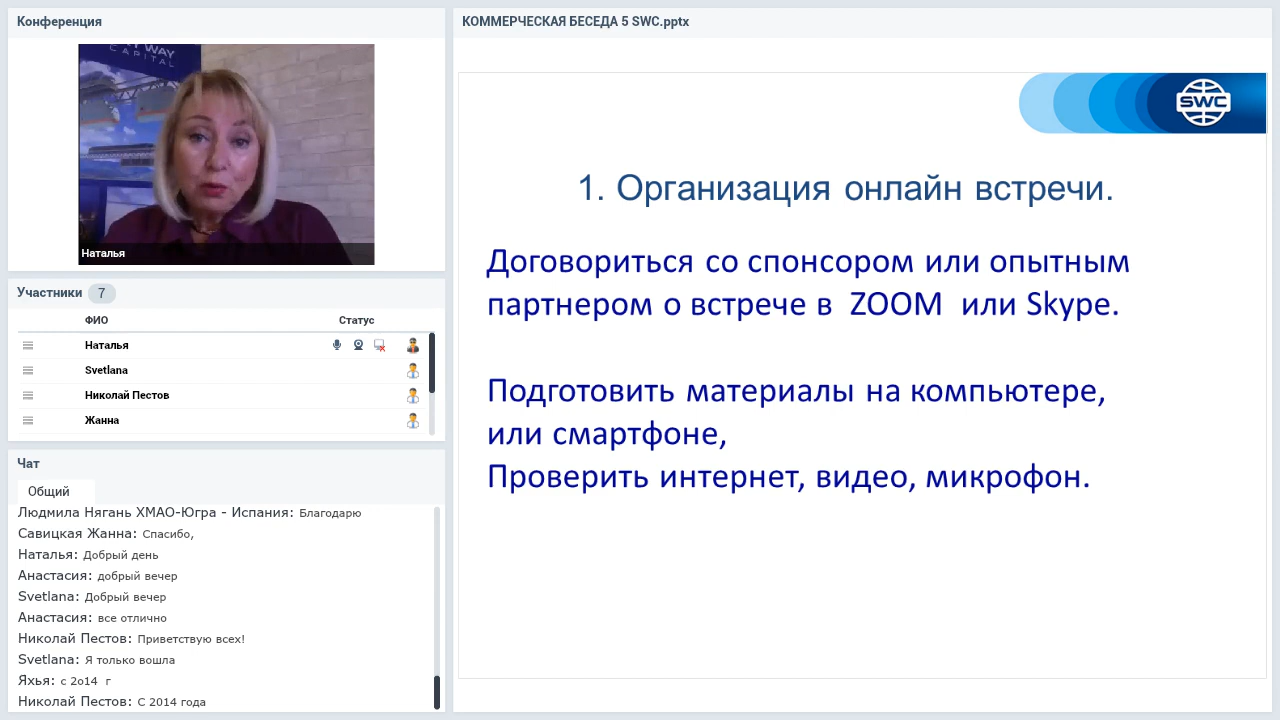 Конференция
WAY
CAPITAL
Наталья
Участники 7
ФИО Статус
Наталья
Svetlana
Николай Пестов
Жанна
Чат
Общий
Людмила Нягань ХМАО-Югра - Испания: Благодарю
Савицкая Жанна: Спасибо,
Наталья: Добрый день
Анастасия: добрый вечер
Svetlana: Добрый вечер
Анастасия: все отлично
Николай Пестов: Приветствую всех!
Svetlana: Я только вошла
Яхья: с 2о14 г
Николай Пестов: С 2014 года
КОММЕРЧЕСКАЯ БЕСЕДА 5 SWC.pptx
SWC
1. Организация онлайн встречи.
Договориться со спонсором или опытным
партнером о встрече в ZOOM или Skype.
Подготовить материалы на компьютере,
или смартфоне,
Проверить интернет, видео, микрофон.